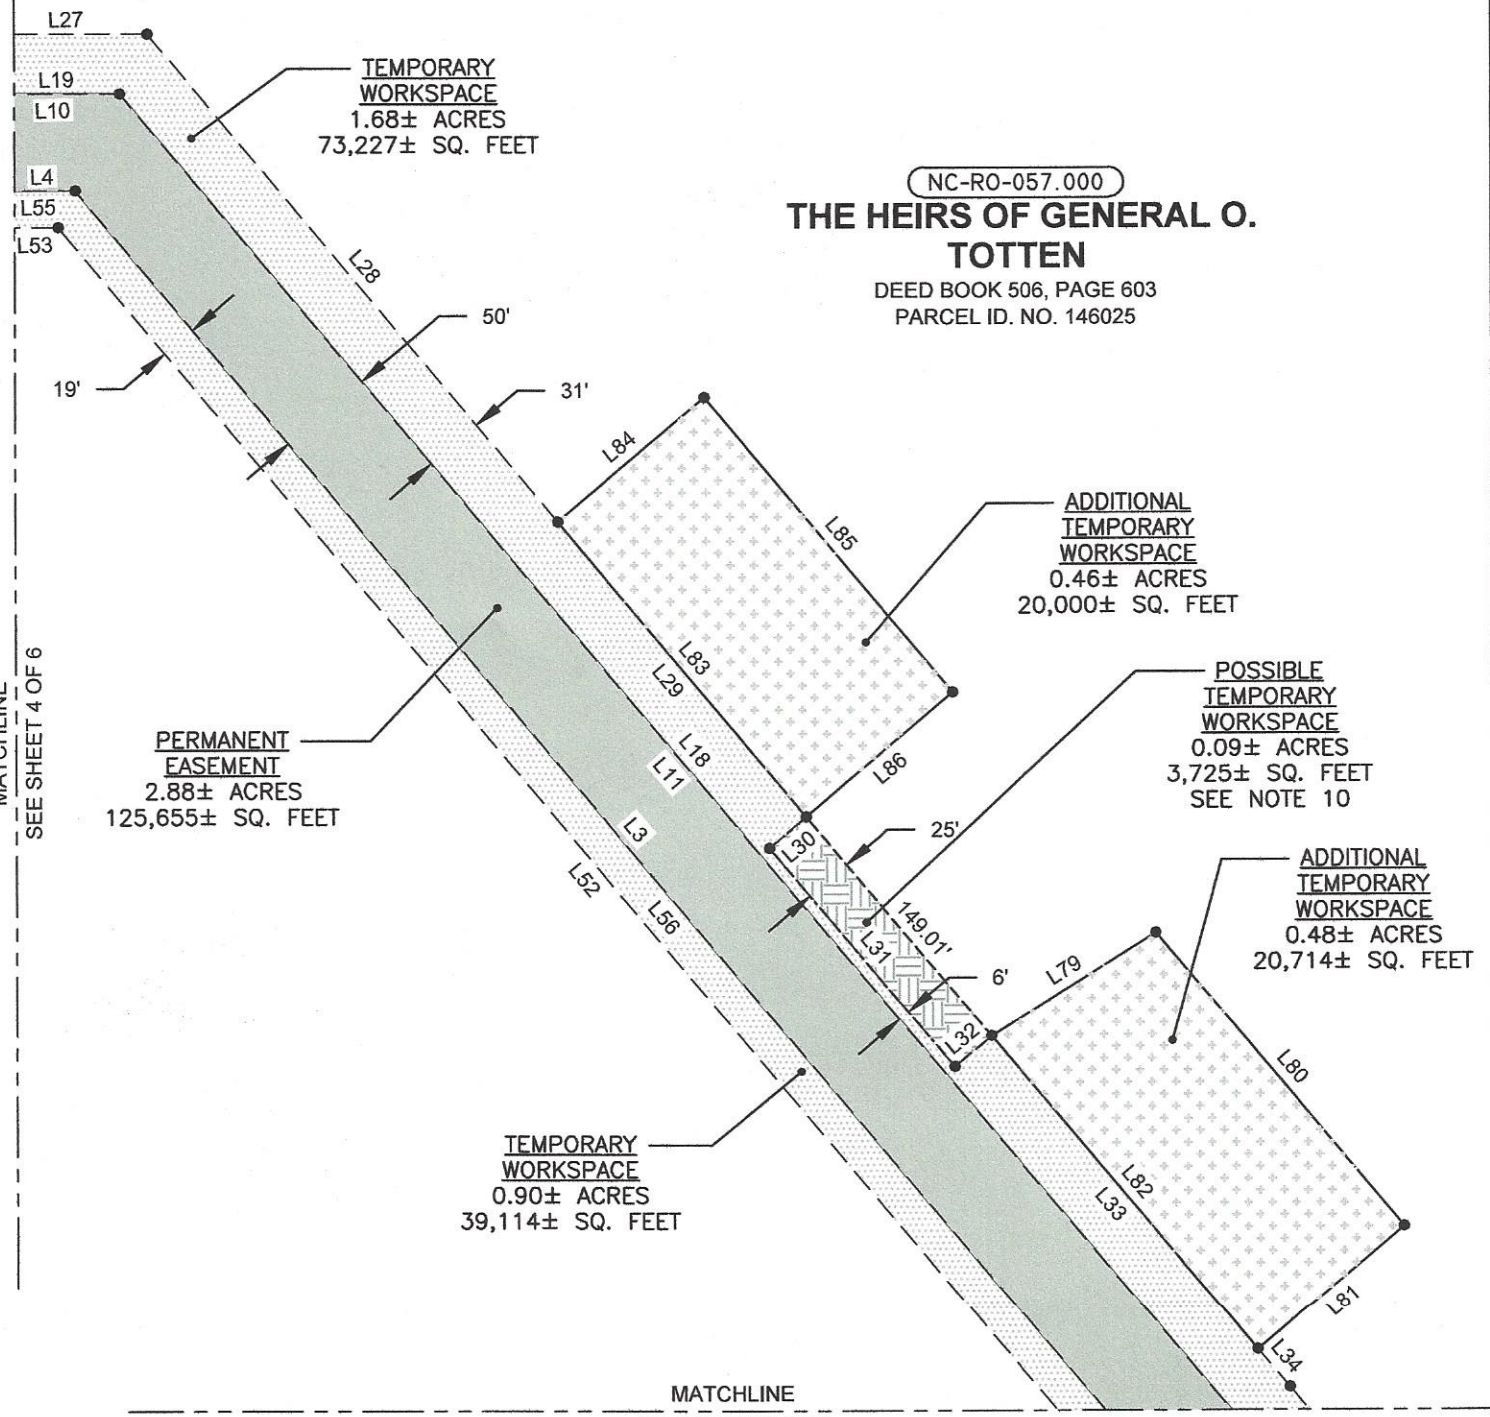 L27
L19
L10
L4
L55
L53
TEMPORARY
WORKSPACE
1.68± ACRES
73,227± SQ. FEET
NC-RO-057.000
THE HEIRS OF GENERAL O.
TOTTEN
DEED BOOK 506, PAGE 603
PARCEL ID. NO. 146025
L28
50'
19'
31'
L84
L85
ADDITIONAL
TEMPORARY
WORKSPACE
0.46± ACRES
20,000± SQ. FEET
L83
L29
L18
L11
L86
POSSIBLE
TEMPORARY
WORKSPACE
0.09± ACRES
3,725± SQ. FEET
SEE NOTE 10
MATCHLINE
SEE SHEET 4 OF 6
PERMANENT
EASEMENT
2.88± ACRES
125,655± SQ. FEET
L3
L52
L56
L30
25'
149.01'
L31
6'
L32
L79
ADDITIONAL
TEMPORARY
WORKSPACE
0.48± ACRES
20,714± SQ. FEET
L80
L82
L33
L81
L34
TEMPORARY
WORKSPACE
0.90± ACRES
39,114± SQ. FEET
MATCHLINE